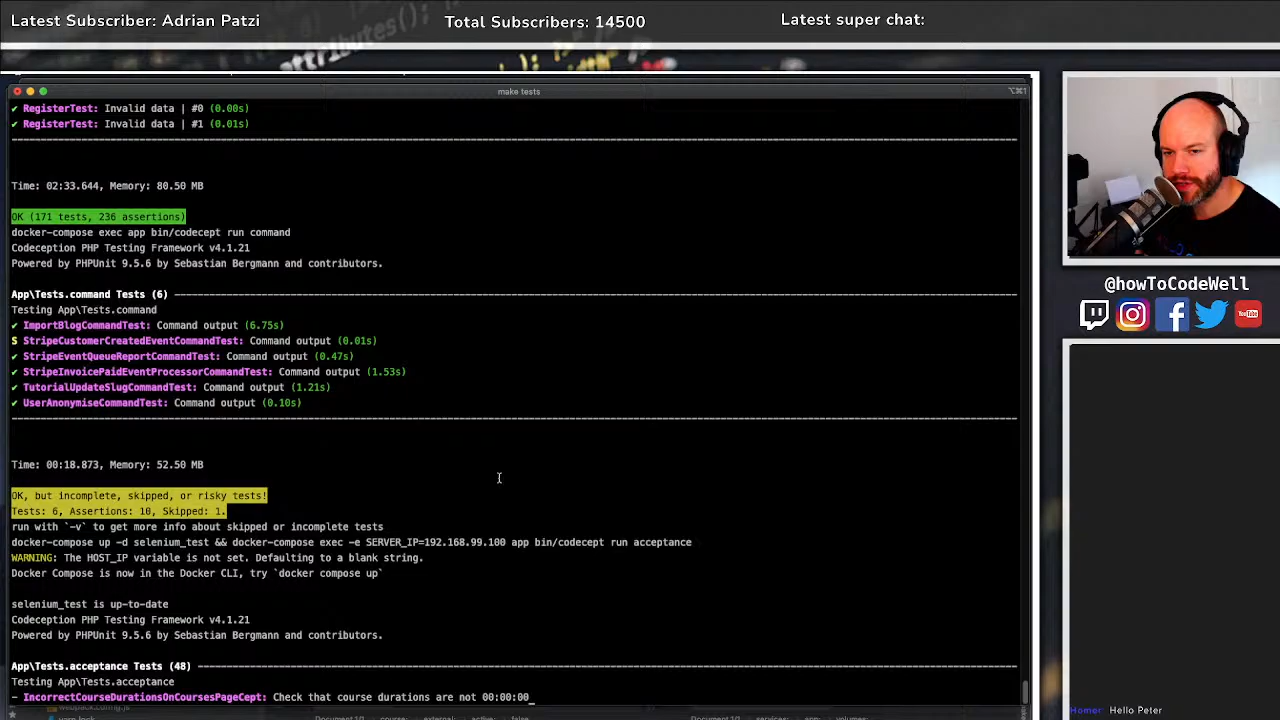 Latest Subscriber: Adrian Patzi
Total Subscribers: 14500
Latest super chat:
make tests
⌥⌘1
✔ RegisterTest: Invalid data | #0 (0.00s)
✔ RegisterTest: Invalid data | #1 (0.01s)
Time: 02:33.644, Memory: 80.50 MB
OK (171 tests, 236 assertions)
docker-compose exec app bin/codecept run command
Codeception PHP Testing Framework v4.1.21
Powered by PHPUnit 9.5.6 by Sebastian Bergmann and contributors.
App\Tests.command Tests (6)
Testing App\Tests.command
✔ ImportBlogCommandTest: Command output (6.75s)
S StripeCustomerCreatedEventCommandTest: Command output (0.01s)
✔ StripeEventQueueReportCommandTest: Command output (0.47s)
✔ StripeInvoicePaidEventProcessorCommandTest: Command output (1.53s)
✔ TutorialUpdateSlugCommandTest: Command output (1.21s)
✔ UserAnonymiseCommandTest: Command output (0.10s)
Time: 00:18.873, Memory: 52.50 MB
OK, but incomplete, skipped, or risky tests!
Tests: 6, Assertions: 10, Skipped: 1.
run with `-v` to get more info about skipped or incomplete tests
docker-compose up -d selenium_test && docker-compose exec -e SERVER_IP=192.168.99.100 app bin/codecept run acceptance
WARNING: The HOST_IP variable is not set. Defaulting to a blank string.
Docker Compose is now in the Docker CLI, try `docker compose up`
selenium_test is up-to-date
Codeception PHP Testing Framework v4.1.21
Powered by PHPUnit 9.5.6 by Sebastian Bergmann and contributors.
App\Tests.acceptance Tests (48)
Testing App\Tests.acceptance
- IncorrectCourseDurationsOnCoursesPageCept: Check that course durations are not 00:00:00
@howToCodeWell
Homer: Hello Peter